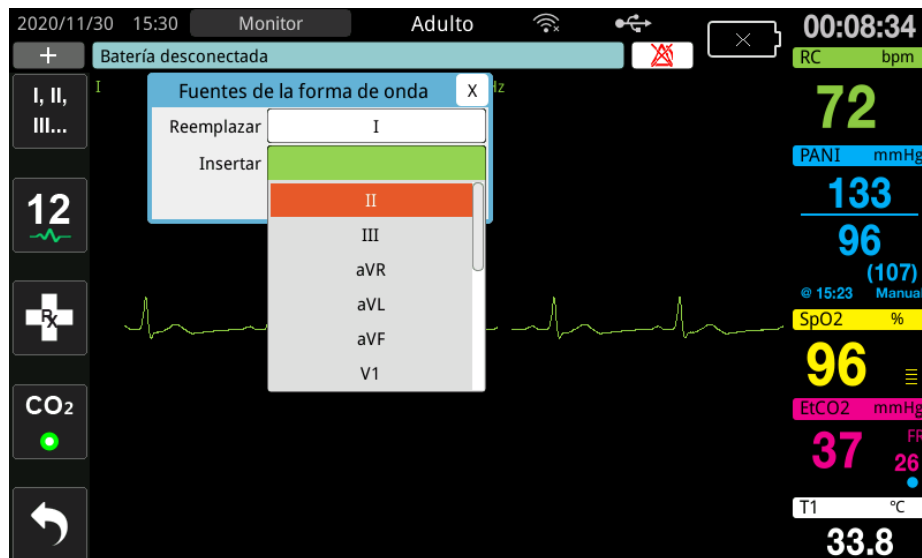 2020/11/30 15:30 Monitor Adulto 00:08:34
Batería desconectada
I, II,
III...
I
Hz
Fuentes de la forma de onda X
Reemplazar I
Insertar
II
III
aVR
aVL
aVF
V1
12
Rx
CO2
RC bpm
72
PANI mmHg
133
96
(107)
@ 15:23 Manual
SpO2 %
96
EtCO2 mmHg
37
FR
26
T1 °C
33.8